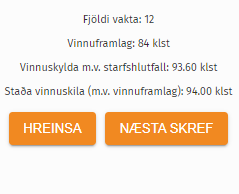 Fjöldi vakta: 12
Vinnuframlag: 84 klst
Vinnuskylda m.v. starfshlutfall: 93.60 klst
Staða vinnuskila (m.v. vinnuframlag): 94.00 klst
HREINSA NÆSTA SKREF